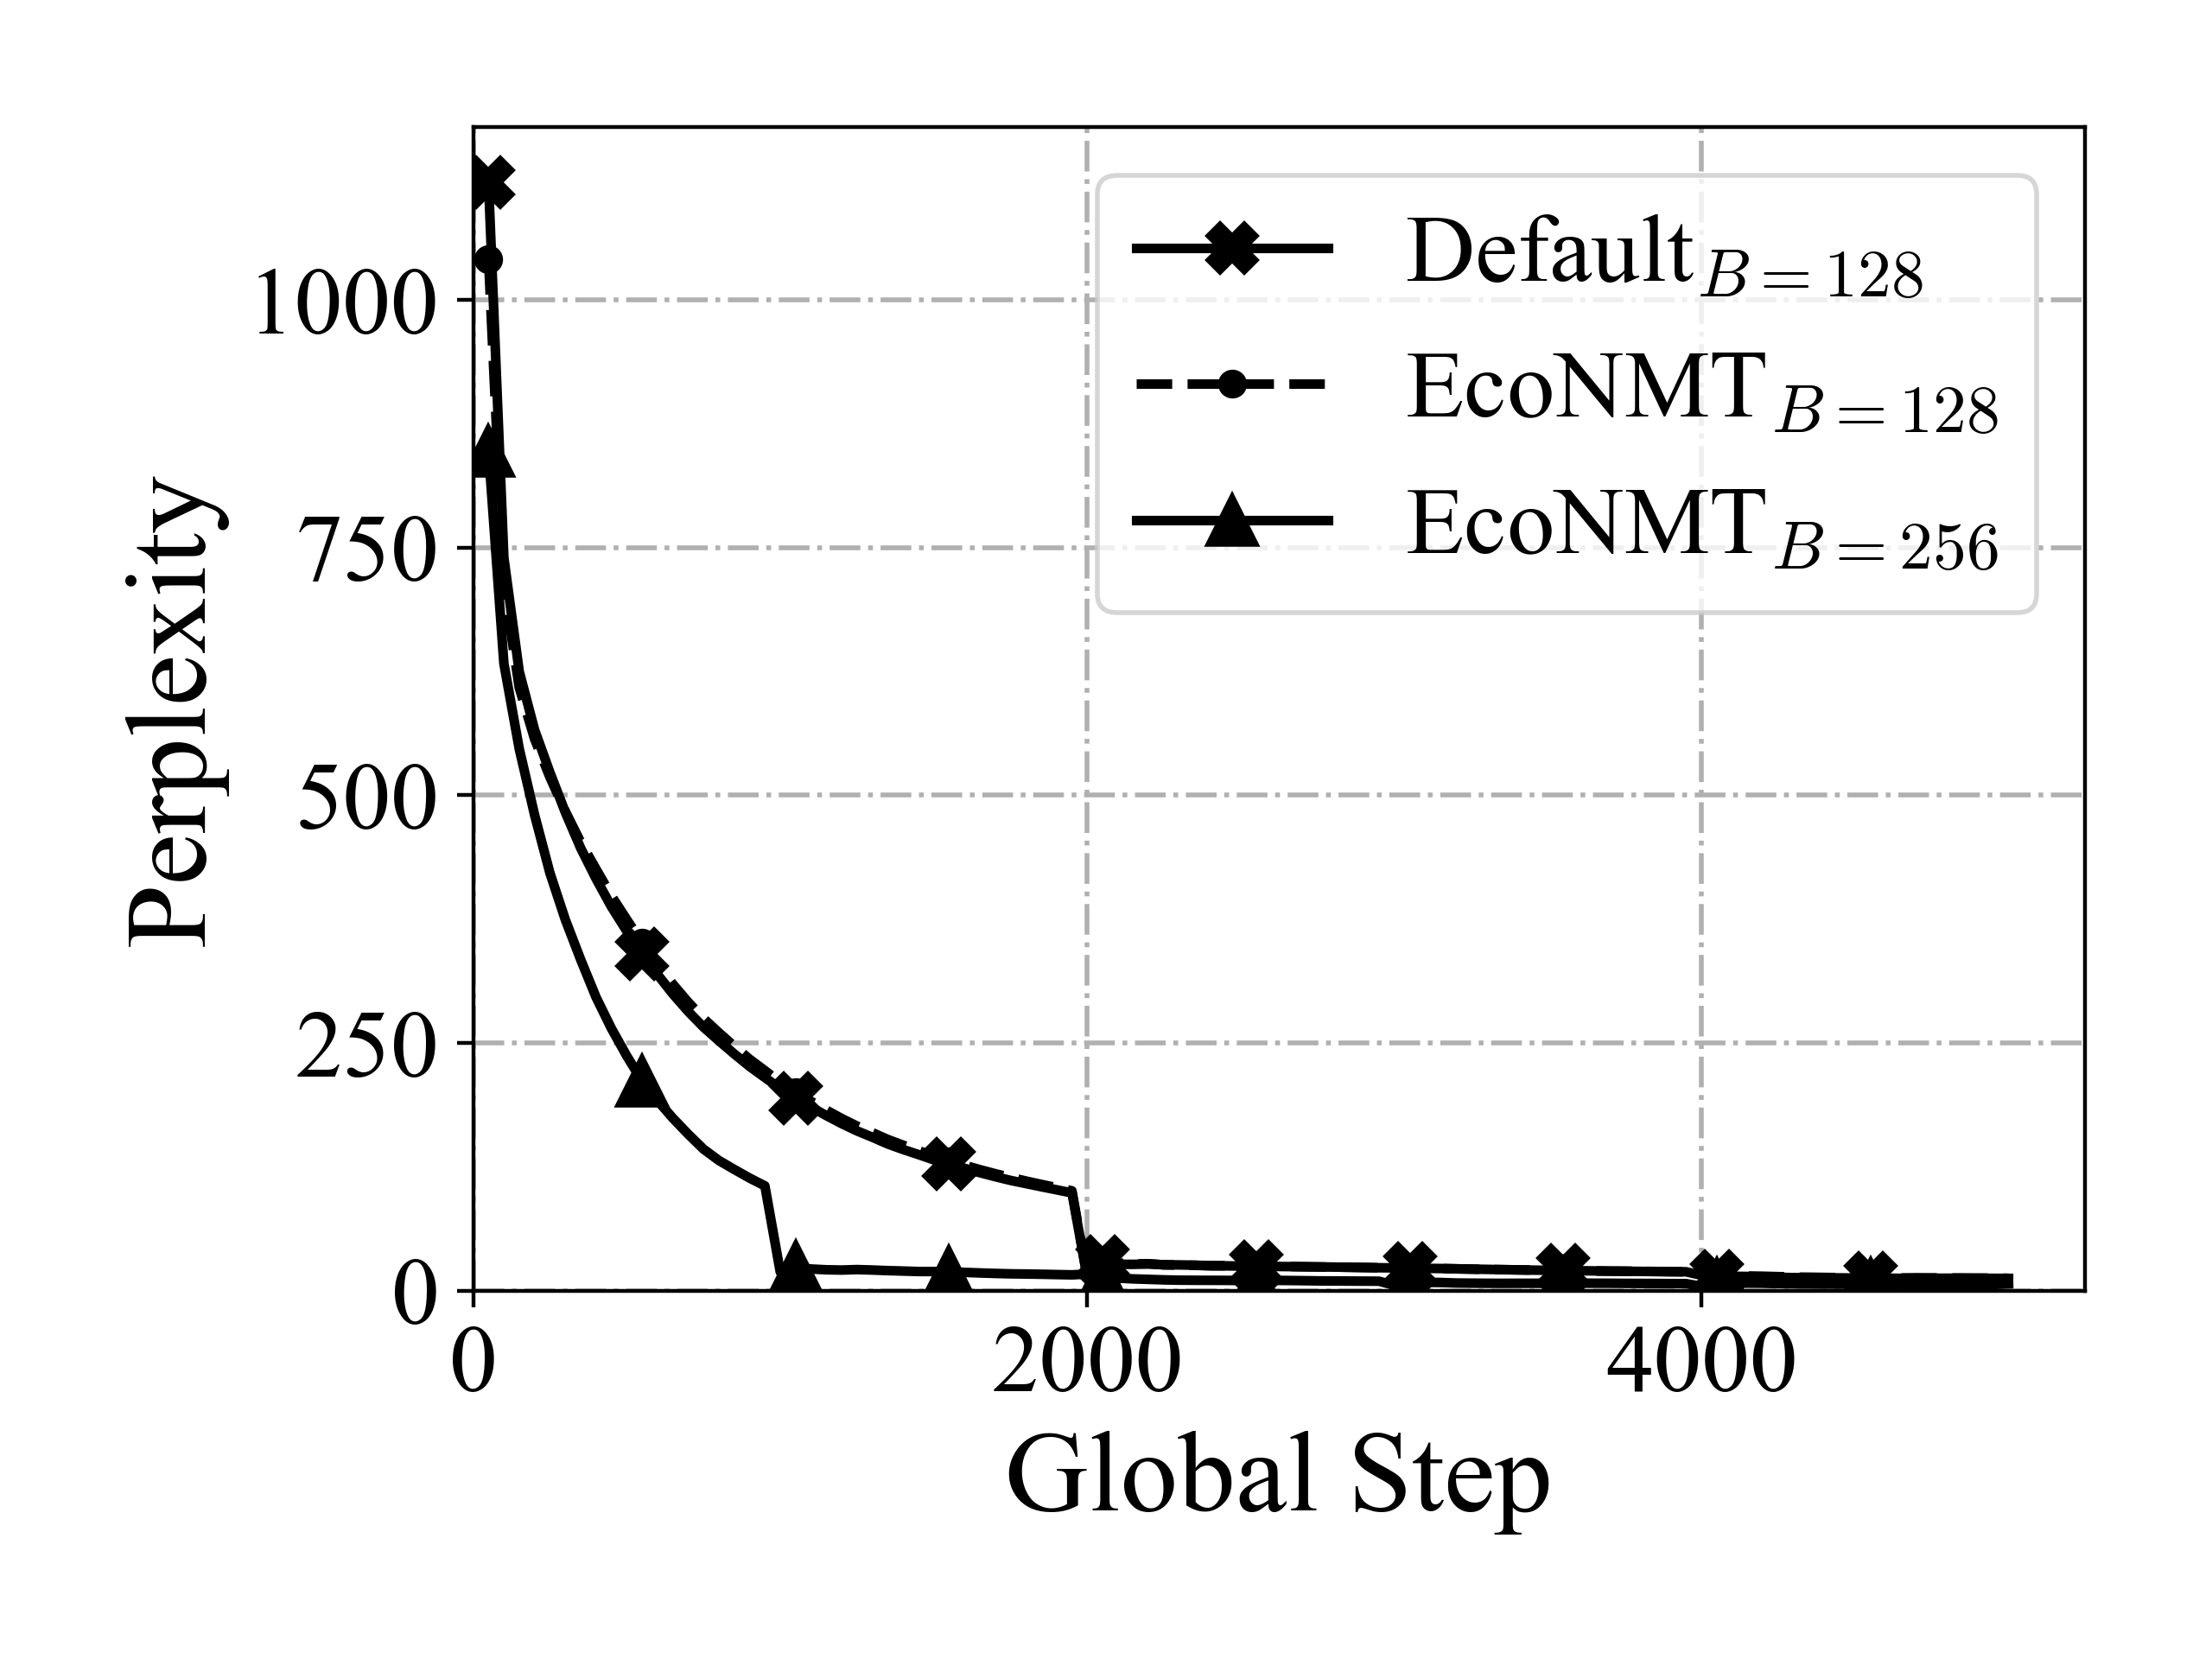 Perplexity
1000
750
500
250
0
Default B = 128
EcoNMT B = 128
EcoNMT B = 256
0 2000 4000
Global Step